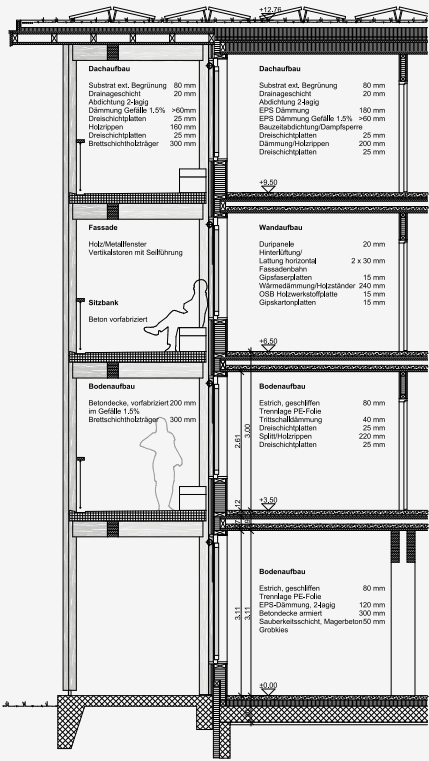 +12.76
Dachaufbau
Substrat ext. Begrünung 80 mm
Drainageschicht 20 mm
Abdichtung 2-lagig
Dämmung Gefälle 1.5% >60mm
Dreischichtplatten 25 mm
Holzrippen 160 mm
Dreischichtplatten 25 mm
Brettschichtholzträger 300 mm
Dachaufbau
Substrat ext. Begrünung 80 mm
Drainageschicht 20 mm
Abdichtung 2-lagig
EPS Dämmung 180 mm
EPS Dämmung Gefälle 1.5% >60 mm
Bauzeitabdichtung/Dampfsperre
Dreischichtplatten 25 mm
Dämmung/Holzrippen 200 mm
Dreischichtplatten 25 mm
+9.50
Fassade
Holz/Metallfenster
Vertikalstoren mit Seilführung
Sitzbank
Beton vorfabriziert
Wandaufbau
Duripanele 20 mm
Hinterlüftung/
Lattung horizontal 2 x 30 mm
Fassadenbahn
Gipsfaserplatten 15 mm
Wärmedämmung/Holzständer 240 mm
OSB Holzwerkstoffplatte 15 mm
Gipskartonplatten 15 mm
+6.50
Bodenaufbau
Betondecke, vorfabriziert 200 mm
im Gefälle 1.5%
Brettschichtholzträger 300 mm
Bodenaufbau
Estrich, geschliffen 80 mm
Trennlage PE-Folie
Trittschalldämmung 40 mm
Dreischichtplatten 25 mm
Splitt/Holzrippen 220 mm
Dreischichtplatten 25 mm
2.61
3.00
+3.50
Bodenaufbau
Estrich, geschliffen 80 mm
Trennlage PE-Folie
EPS-Dämmung, 2-lagig 120 mm
Betondecke armiert 300 mm
Sauberkeitsschicht, Magerbeton 50 mm
Grobkies
3.11
3.11
±0.00